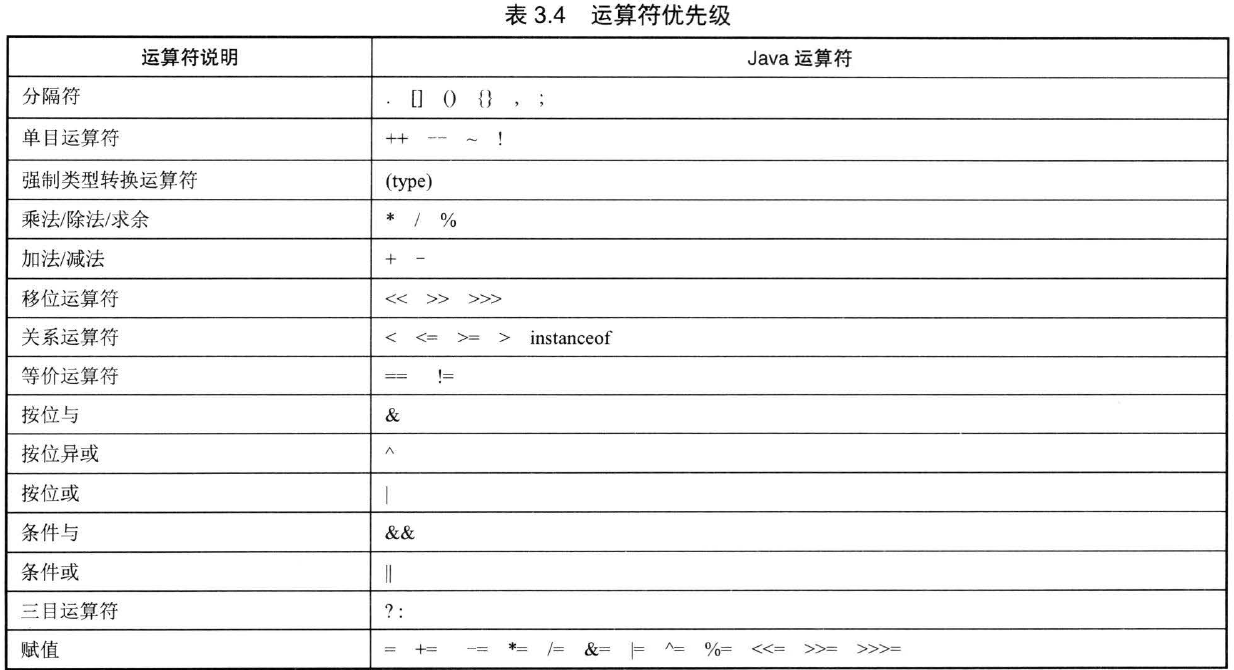 表 3.4 运算符优先级
运算符说明 Java 运算符
分隔符 . [] () {} , ;
单目运算符 ++ -- ~ !
强制类型转换运算符 (type)
乘法/除法/求余 * / %
加法/减法 + -
移位运算符 << >> >>>
关系运算符 < <= >= > instanceof
等价运算符 == !=
按位与 &
按位异或 ^
按位或 |
条件与 &&
条件或 ||
三目运算符 ? :
赋值 = += -= *= /= &= |= ^= %= <<= >>= >>>=